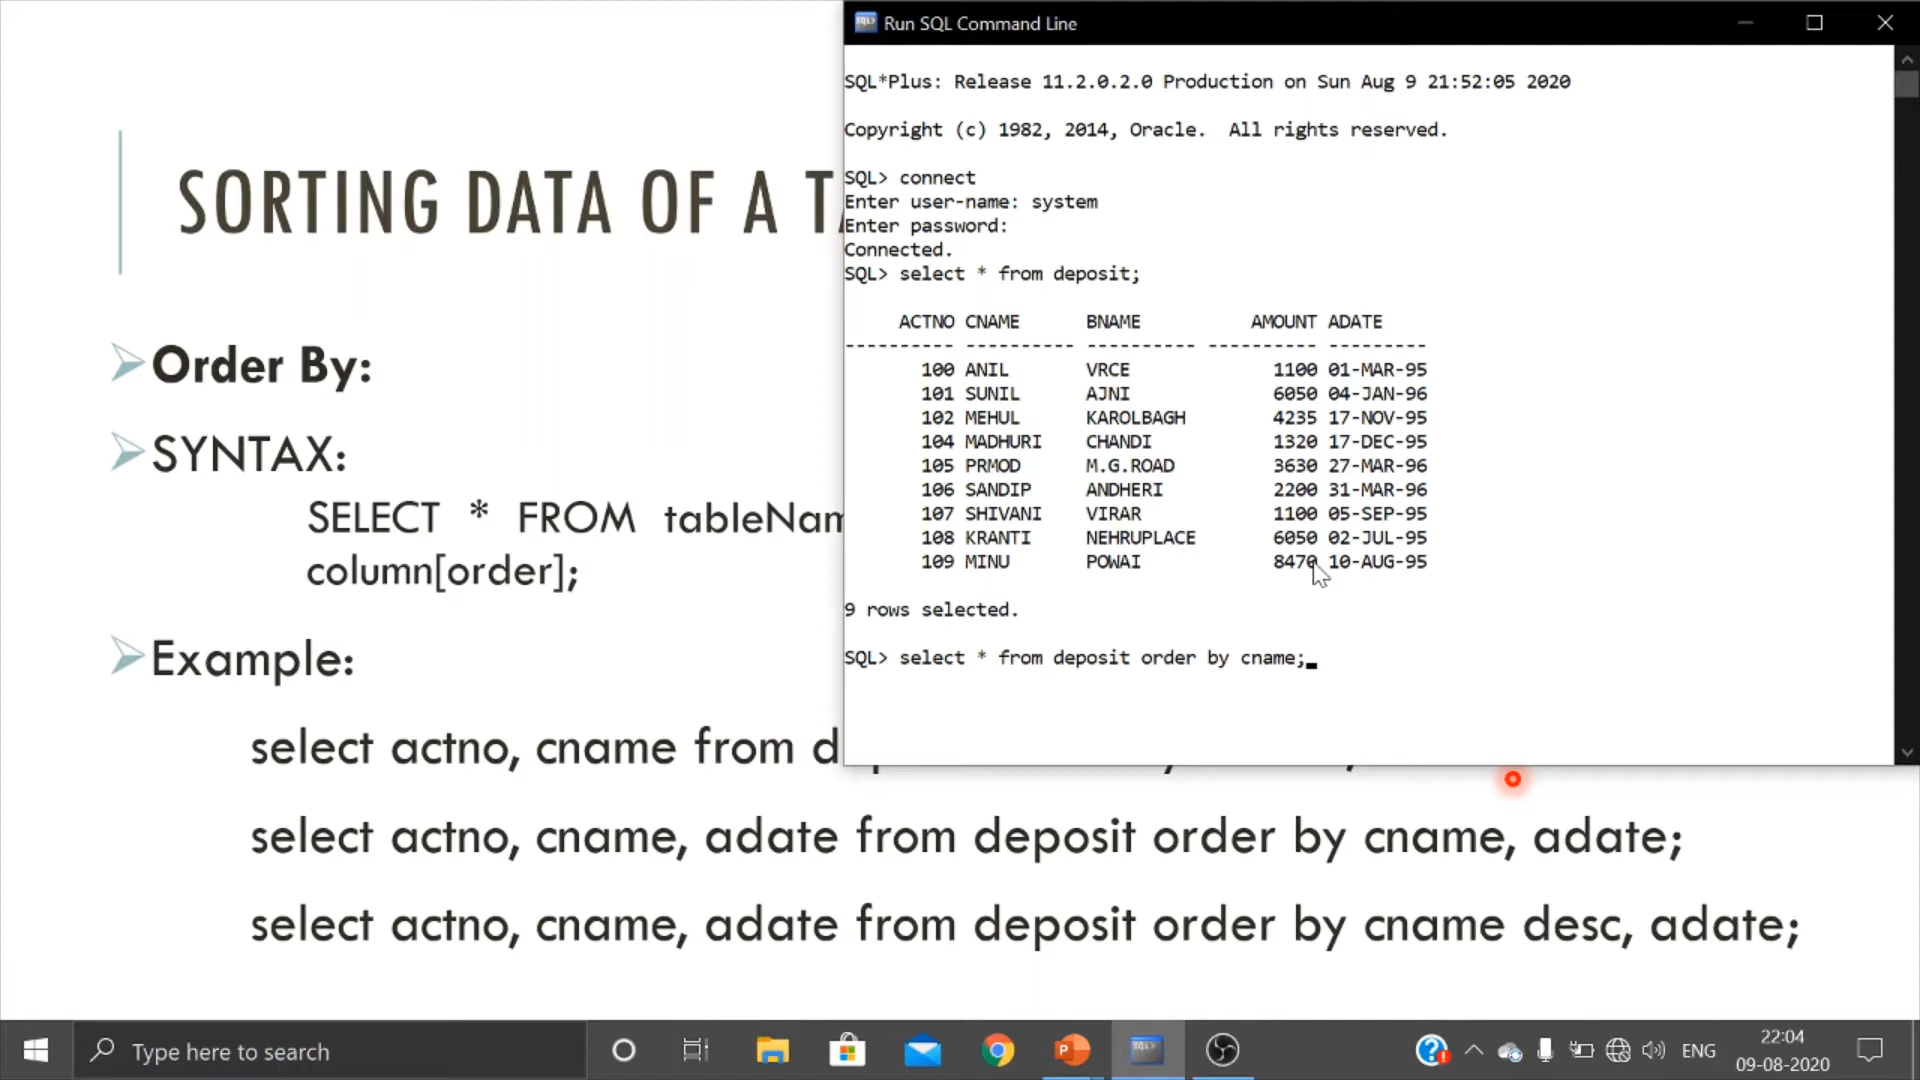 SORTING DATA OF A T
Order By:
SYNTAX:
SELECT * FROM tableNam
column[order];
Example:
select actno, cname from d
select actno, cname, adate from deposit order by cname, adate;
select actno, cname, adate from deposit order by cname desc, adate;
Run SQL Command Line
SQL*Plus: Release 11.2.0.2.0 Production on Sun Aug 9 21:52:05 2020
Copyright (c) 1982, 2014, Oracle.  All rights reserved.
SQL> connect
Enter user-name: system
Enter password:
Connected.
SQL> select * from deposit;
ACTNO CNAME BNAME AMOUNT ADATE
---------- ---------- ---------- ---------- ---------
100 ANIL VRCE 1100 01-MAR-95
101 SUNIL AJNI 6050 04-JAN-96
102 MEHUL KAROLBAGH 4235 17-NOV-95
104 MADHURI CHANDI 1320 17-DEC-95
105 PRMOD M.G.ROAD 3630 27-MAR-96
106 SANDIP ANDHERI 2200 31-MAR-96
107 SHIVANI VIRAR 1100 05-SEP-95
108 KRANTI NEHRUPLACE 6050 02-JUL-95
109 MINU POWAI 8470 10-AUG-95
9 rows selected.
SQL> select * from deposit order by cname;
Type here to search
ENG
22:04
09-08-2020